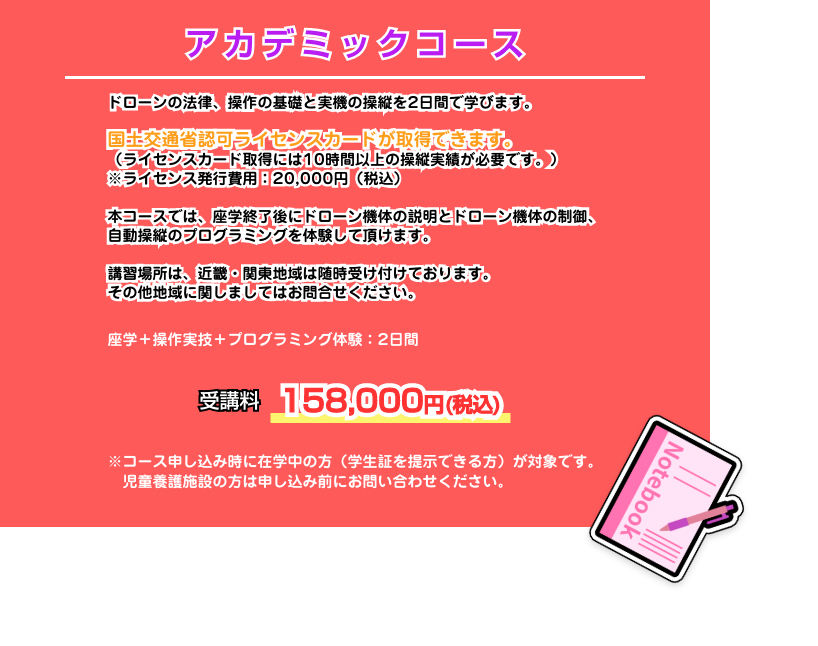 アカデミックコース
ドローンの法律、操作の基礎と実機の操縦を2日間で学びます。
国土交通省認可ライセンスカードが取得できます。
（ライセンスカード取得には10時間以上の操縦実績が必要です。）
※ライセンス発行費用：20,000円（税込）
本コースでは、座学終了後にドローン機体の説明とドローン機体の制御、
自動操縦のプログラミングを体験して頂けます。
講習場所は、近畿・関東地域は随時受け付けております。
その他地域に関しましてはお問合せください。
座学＋操作実技＋プログラミング体験：2日間
受講料 158,000円(税込)
※コース申し込み時に在学中の方（学生証を提示できる方）が対象です。
児童養護施設の方は申し込み前にお問い合わせください。
Notebook